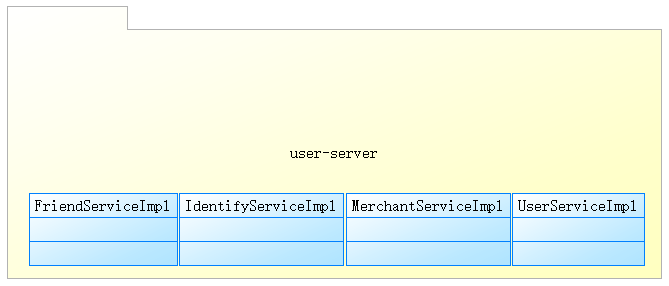 user-server
FriendServiceImpl
IdentifyServiceImpl
MerchantServiceImpl
UserServiceImpl